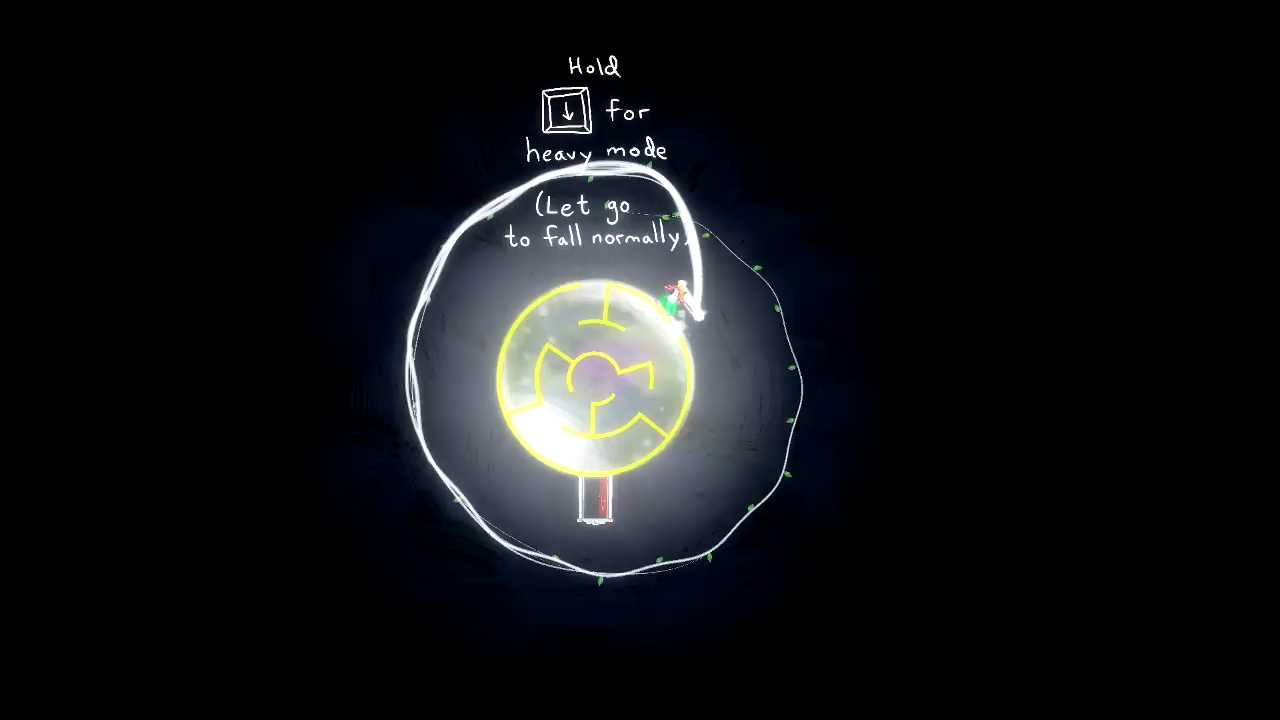 Hold
↓ for
heavy mode
(Let go
to fall normally)